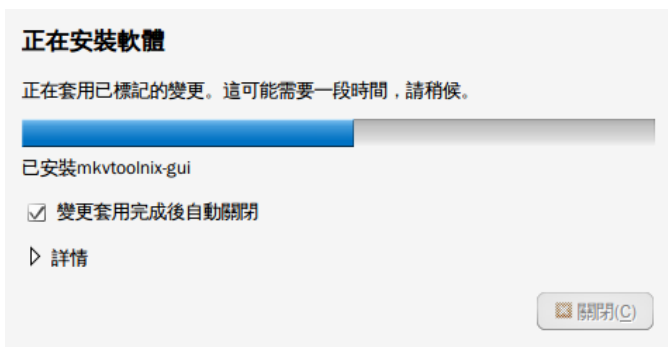 正在安裝軟體
正在套用已標記的變更。這可能需要一段時間，請稍候。
已安裝mkvtoolnix-gui
變更套用完成後自動關閉
詳情
關閉(C)